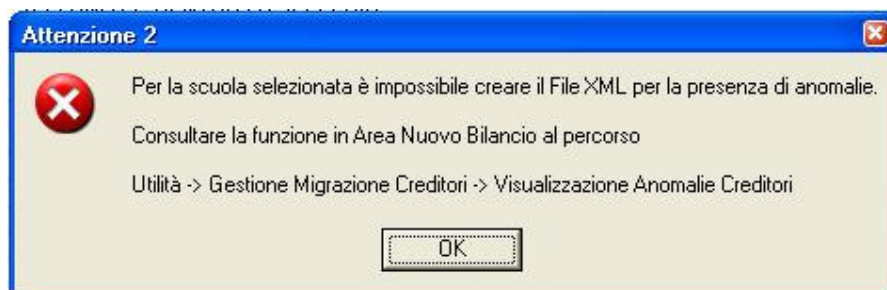 Attenzione 2
Per la scuola selezionata è impossibile creare il File XML per la presenza di anomalie.
Consultare la funzione in Area Nuovo Bilancio al percorso
Utilità -> Gestione Migrazione Creditori -> Visualizzazione Anomalie Creditori
OK